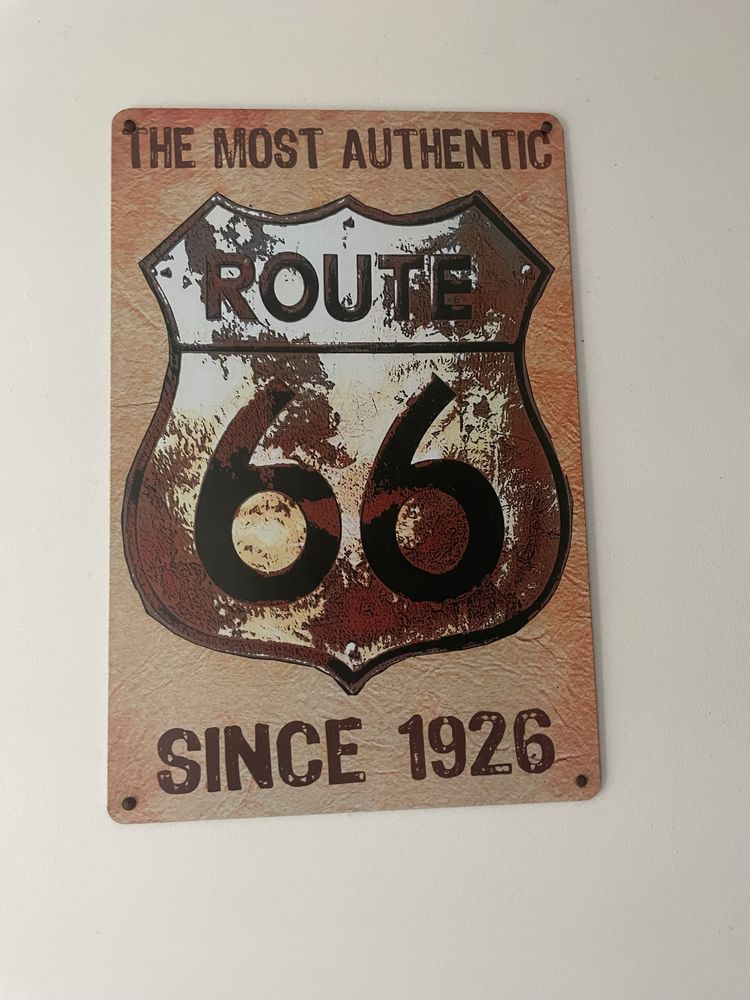 THE MOST AUTHENTIC
ROUTE
66
SINCE 1926